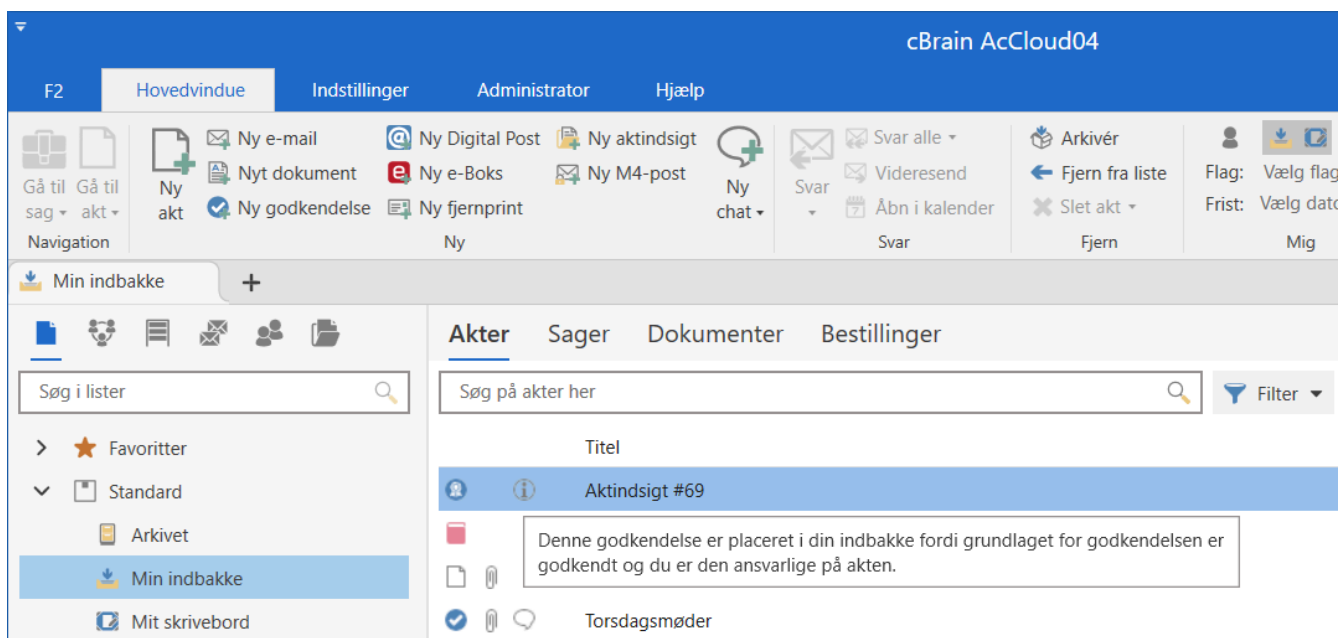 cBrain AcCloud04
F2 Hovedvindue Indstillinger Administrator Hjælp
Gå til sag
Gå til akt
Navigation
Ny akt
Ny e-mail
Nyt dokument
Ny godkendelse
Ny Digital Post
Ny e-Boks
Ny fjernprint
Ny aktindsigt
Ny M4-post
Ny chat
Ny
Svar
Svar alle
Videresend
Åbn i kalender
Svar
Arkivér
Fjern fra liste
Slet akt
Fjern
Flag: Vælg flag
Frist: Vælg dato
Mig
Min indbakke
Akter Sager Dokumenter Bestillinger
Søg i lister
Søg på akter her
Filter
Favoritter
Standard
Arkivet
Min indbakke
Mit skrivebord
Titel
Aktindsigt #69
Denne godkendelse er placeret i din indbakke fordi grundlaget for godkendelsen er
godkendt og du er den ansvarlige på akten.
Torsdagsmøder